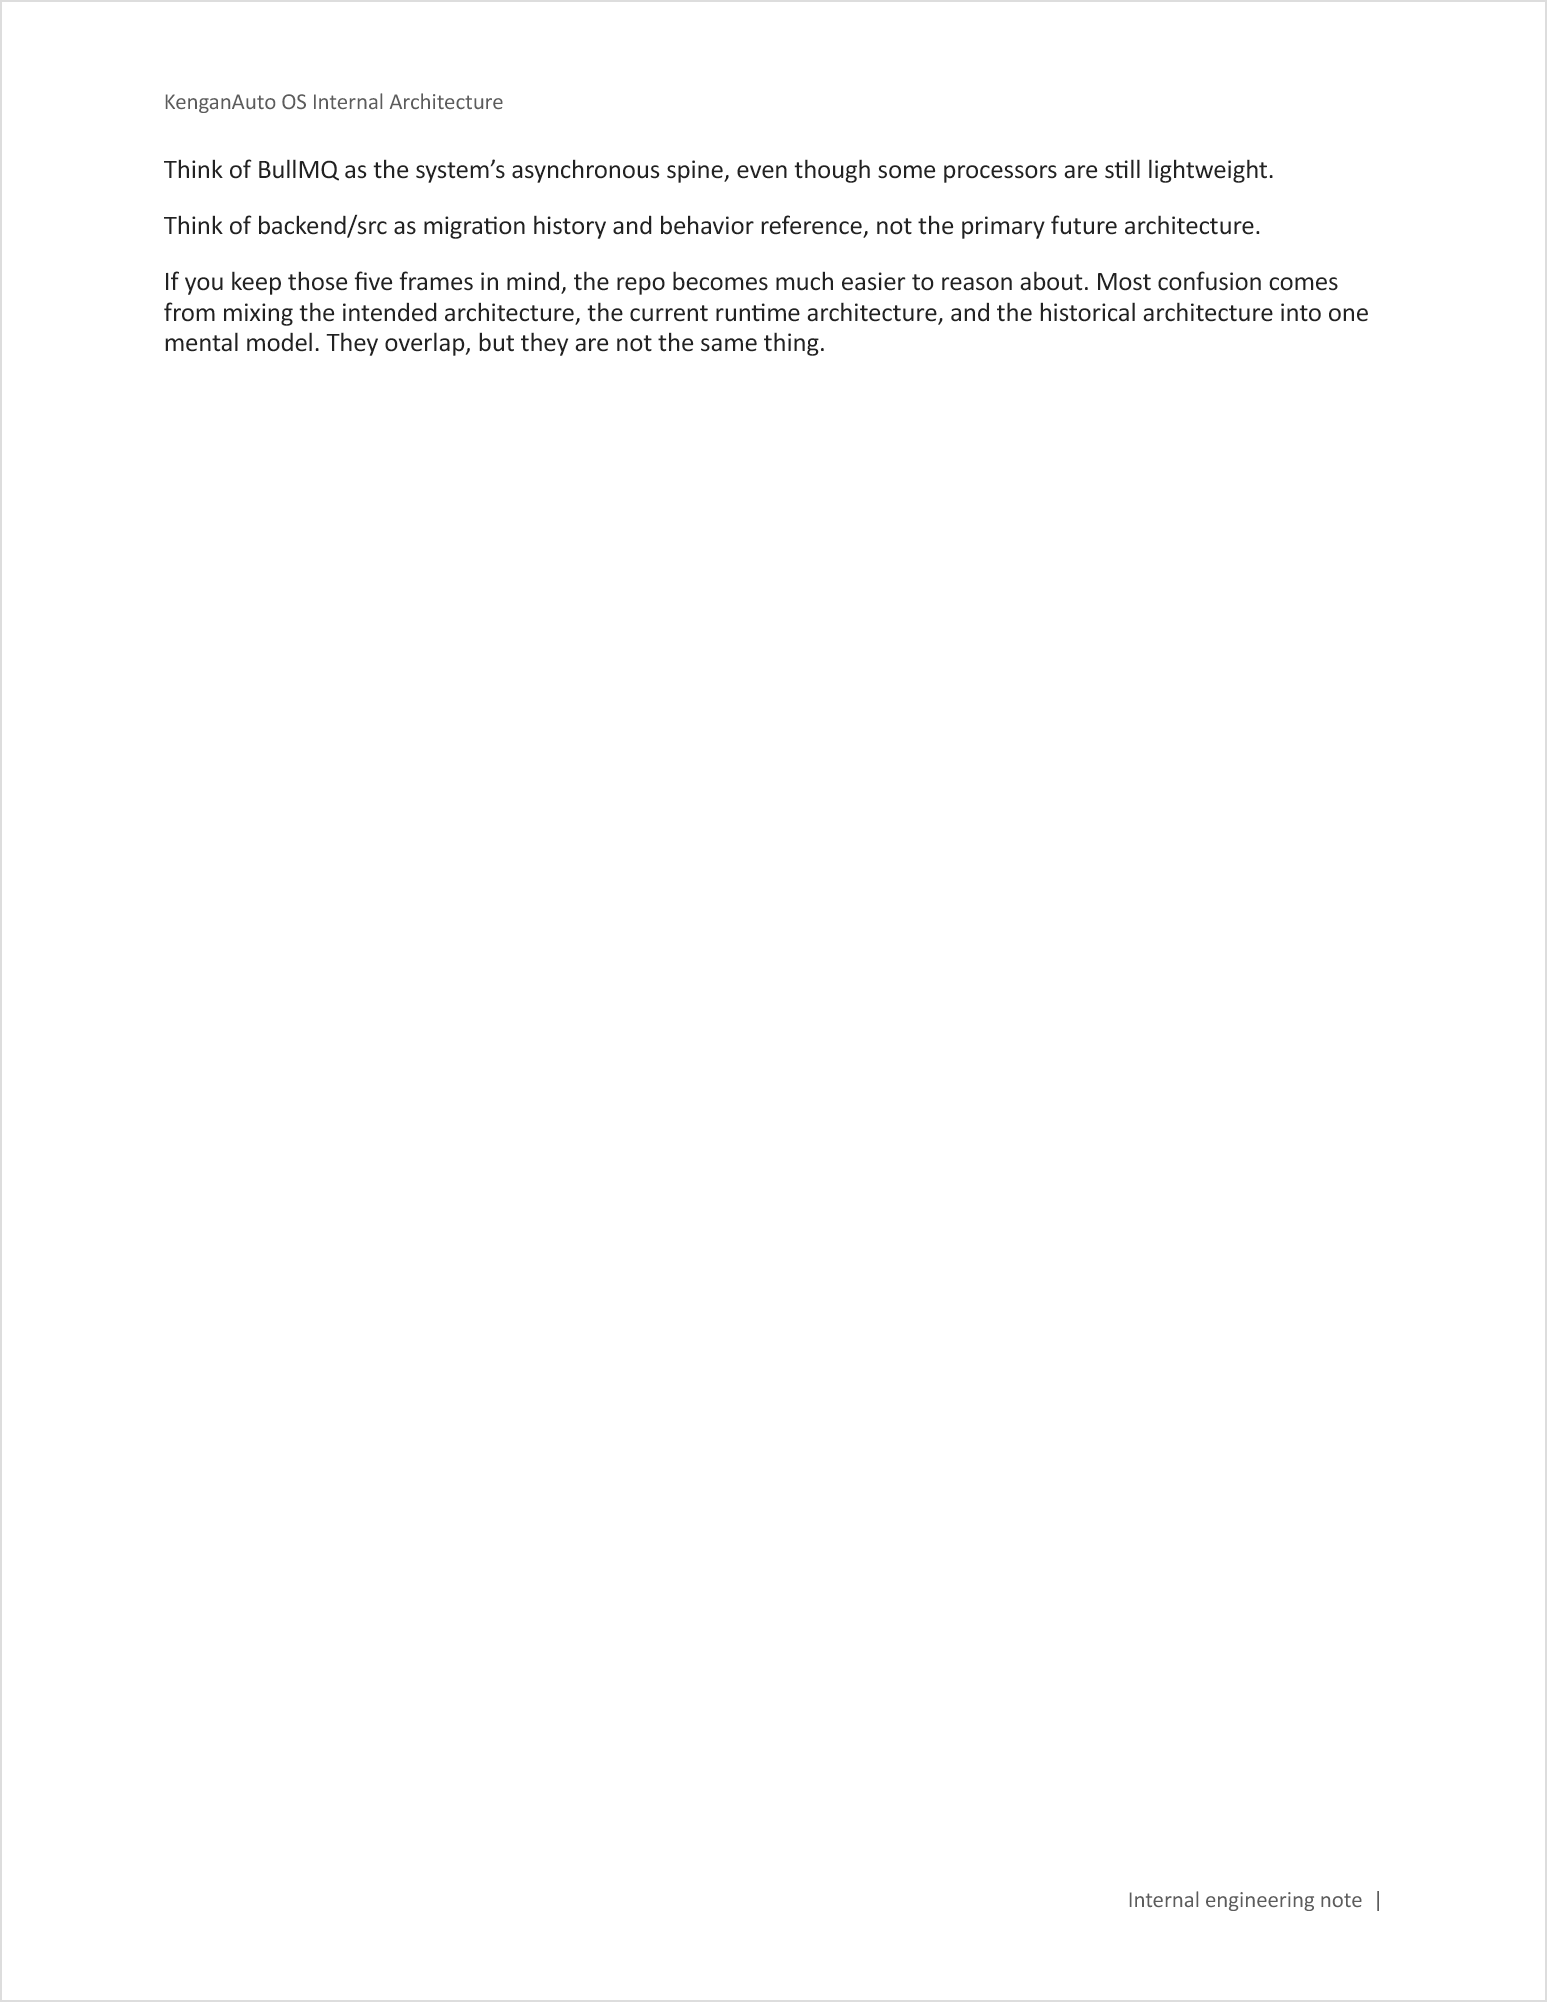 KenganAuto OS Internal Architecture
Think of BullMQ as the system’s asynchronous spine, even though some processors are still lightweight.
Think of backend/src as migration history and behavior reference, not the primary future architecture.
If you keep those five frames in mind, the repo becomes much easier to reason about. Most confusion comes
from mixing the intended architecture, the current runtime architecture, and the historical architecture into one
mental model. They overlap, but they are not the same thing.
Internal engineering note |